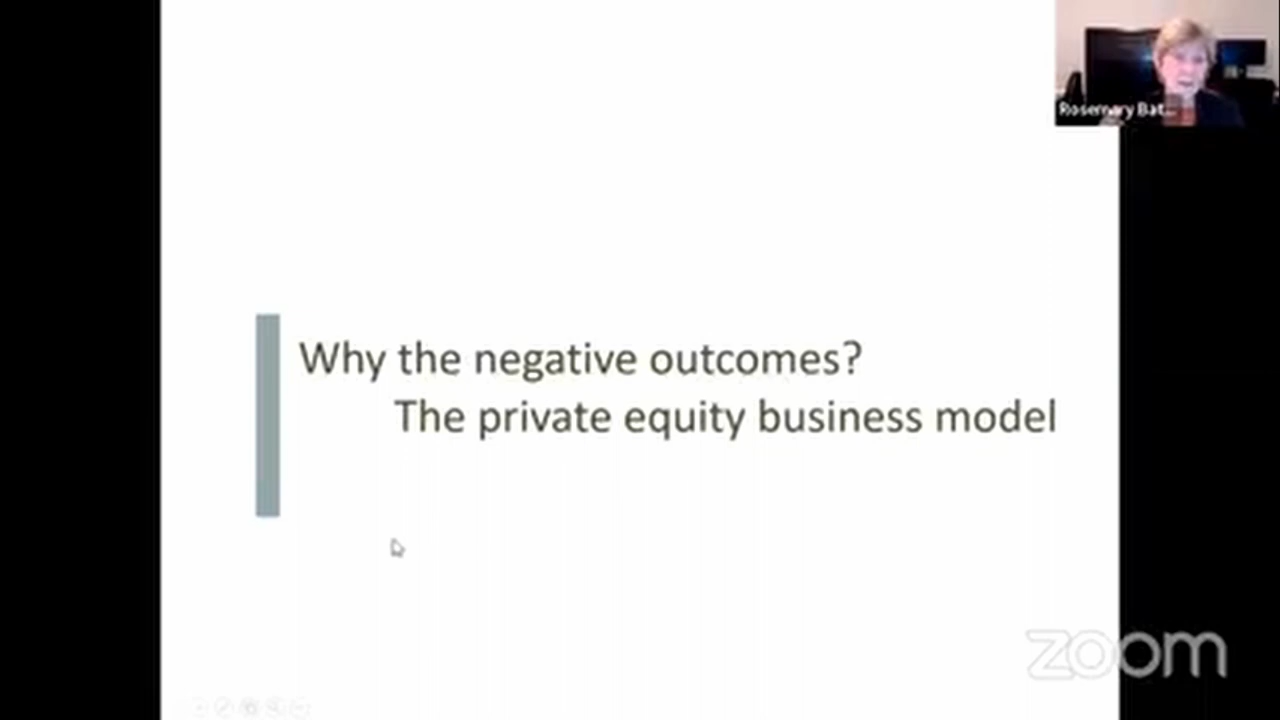 Rosemary Bat...
Why the negative outcomes?
The private equity business model
zoom